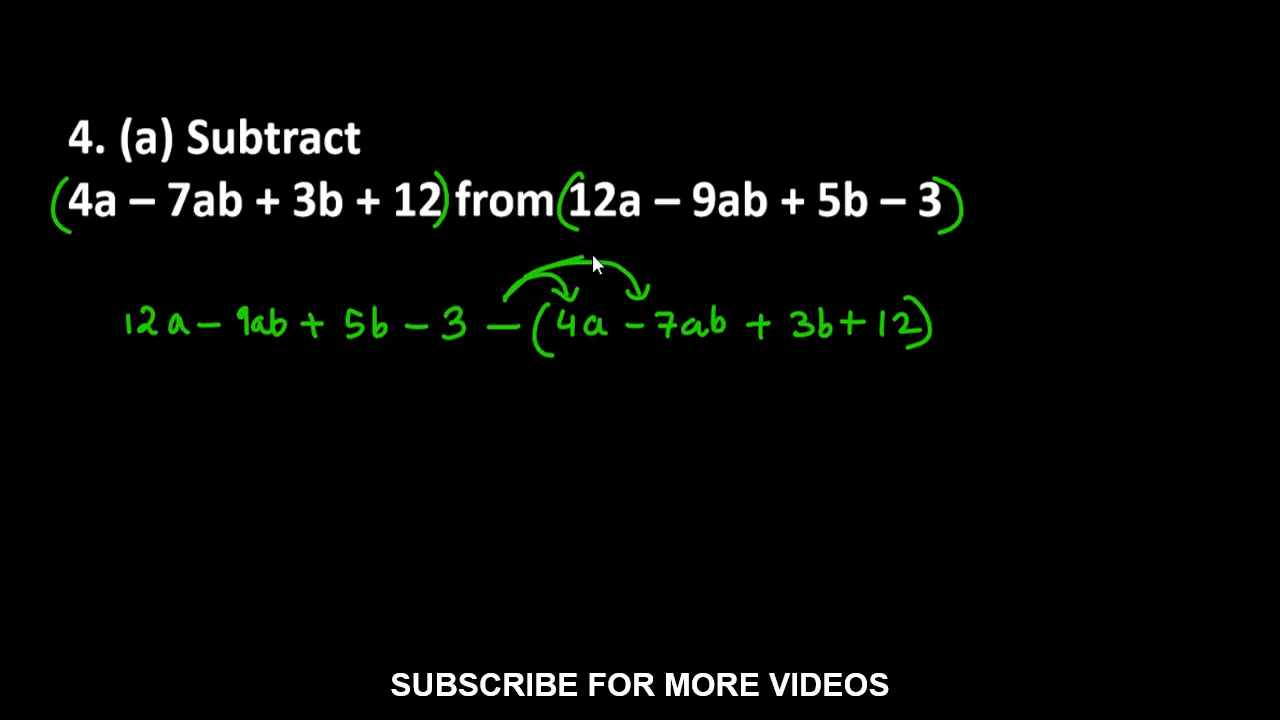 4. (a) Subtract
(4a – 7ab + 3b + 12) from (12a – 9ab + 5b – 3)
12a – 9ab + 5b – 3 – (4a – 7ab + 3b + 12)
SUBSCRIBE FOR MORE VIDEOS